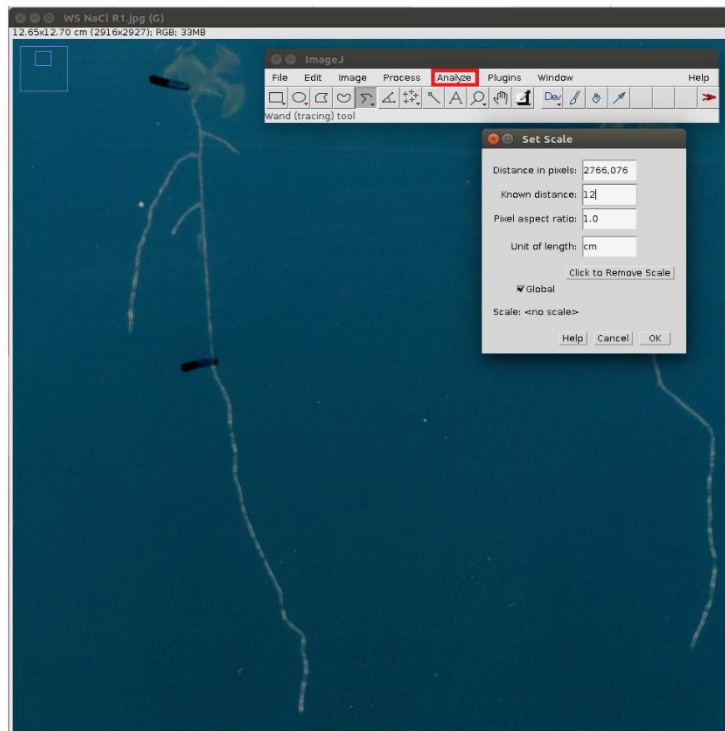 WS NaCl R1.jpg (G)
12.65x12.70 cm (2916x2927); RGB; 33MB
ImageJ
File Edit Image Process Analyze Plugins Window Help
A Dev
Wand (tracing) tool
Set Scale
Distance in pixels: 2766,076
Known distance: 12
Pixel aspect ratio: 1.0
Unit of length: cm
Click to Remove Scale
Global
Scale: <no scale>
Help Cancel OK